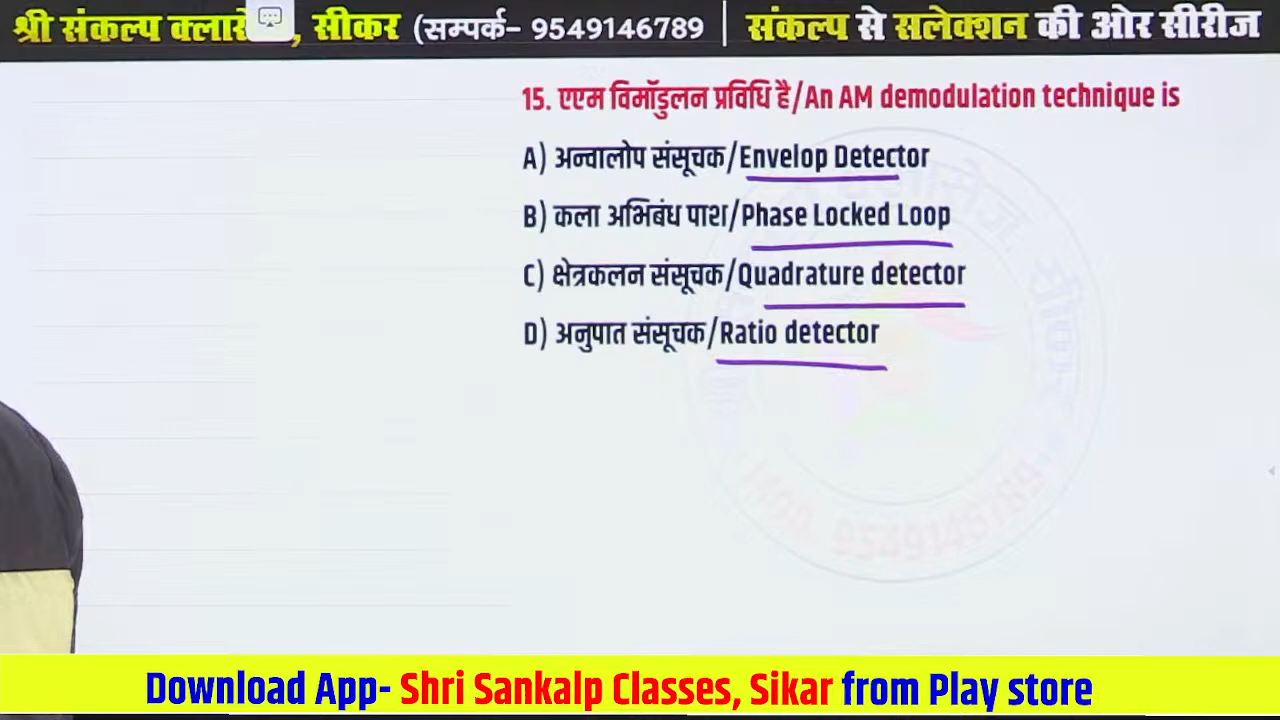 श्री संकल्प क्लासेज, सीकर (सम्पर्क- 9549146789 | संकल्प से सलेक्शन की ओर सीरीज
15. एएम विमॉडुलन प्रविधि है/An AM demodulation technique is
A) अन्वालोप संसूचक/Envelop Detector
B) कला अभिबंध पाश/Phase Locked Loop
C) क्षेत्रकलन संसूचक/Quadrature detector
D) अनुपात संसूचक/Ratio detector
Mob. 9549146789
Download App- Shri Sankalp Classes, Sikar from Play store